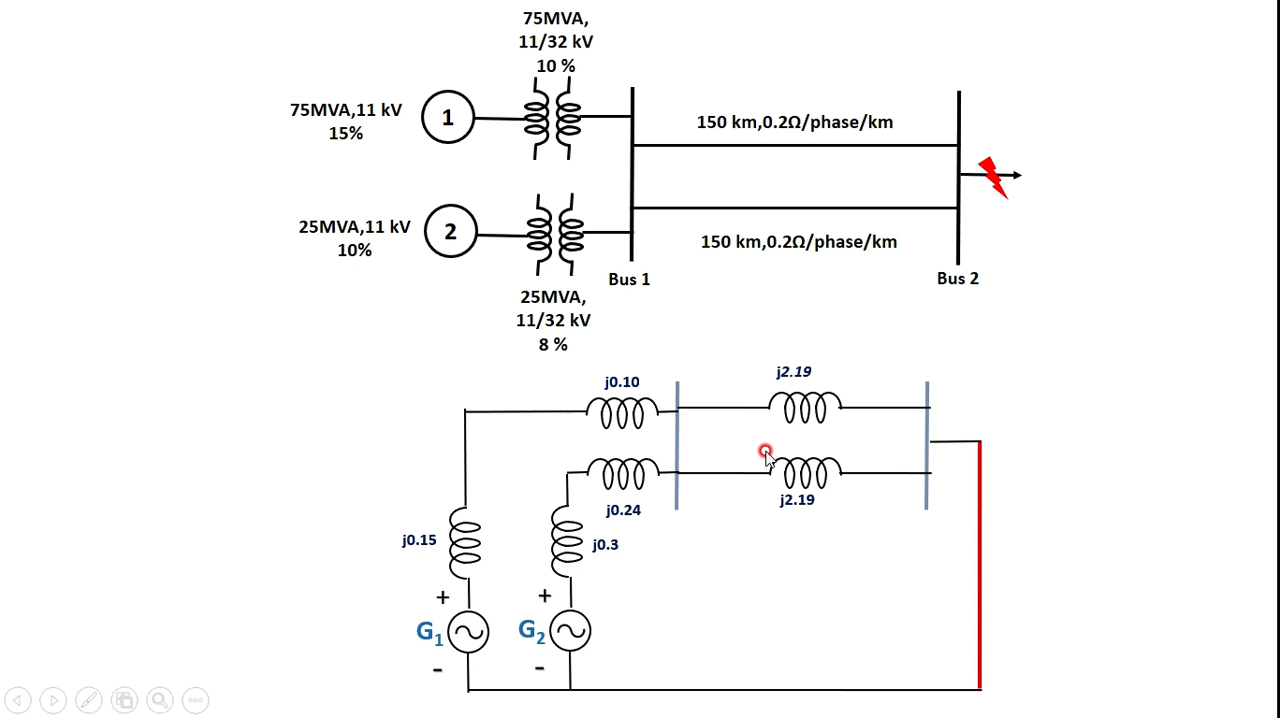 75MVA,
11/32 kV
10 %
75MVA,11 kV
15%
1
150 km,0.2Ω/phase/km
25MVA,11 kV
10%
2
150 km,0.2Ω/phase/km
Bus 1
Bus 2
25MVA,
11/32 kV
8 %
j0.10
j2.19
j0.24
j2.19
j0.15
j0.3
+
+
G1
G2
-
-